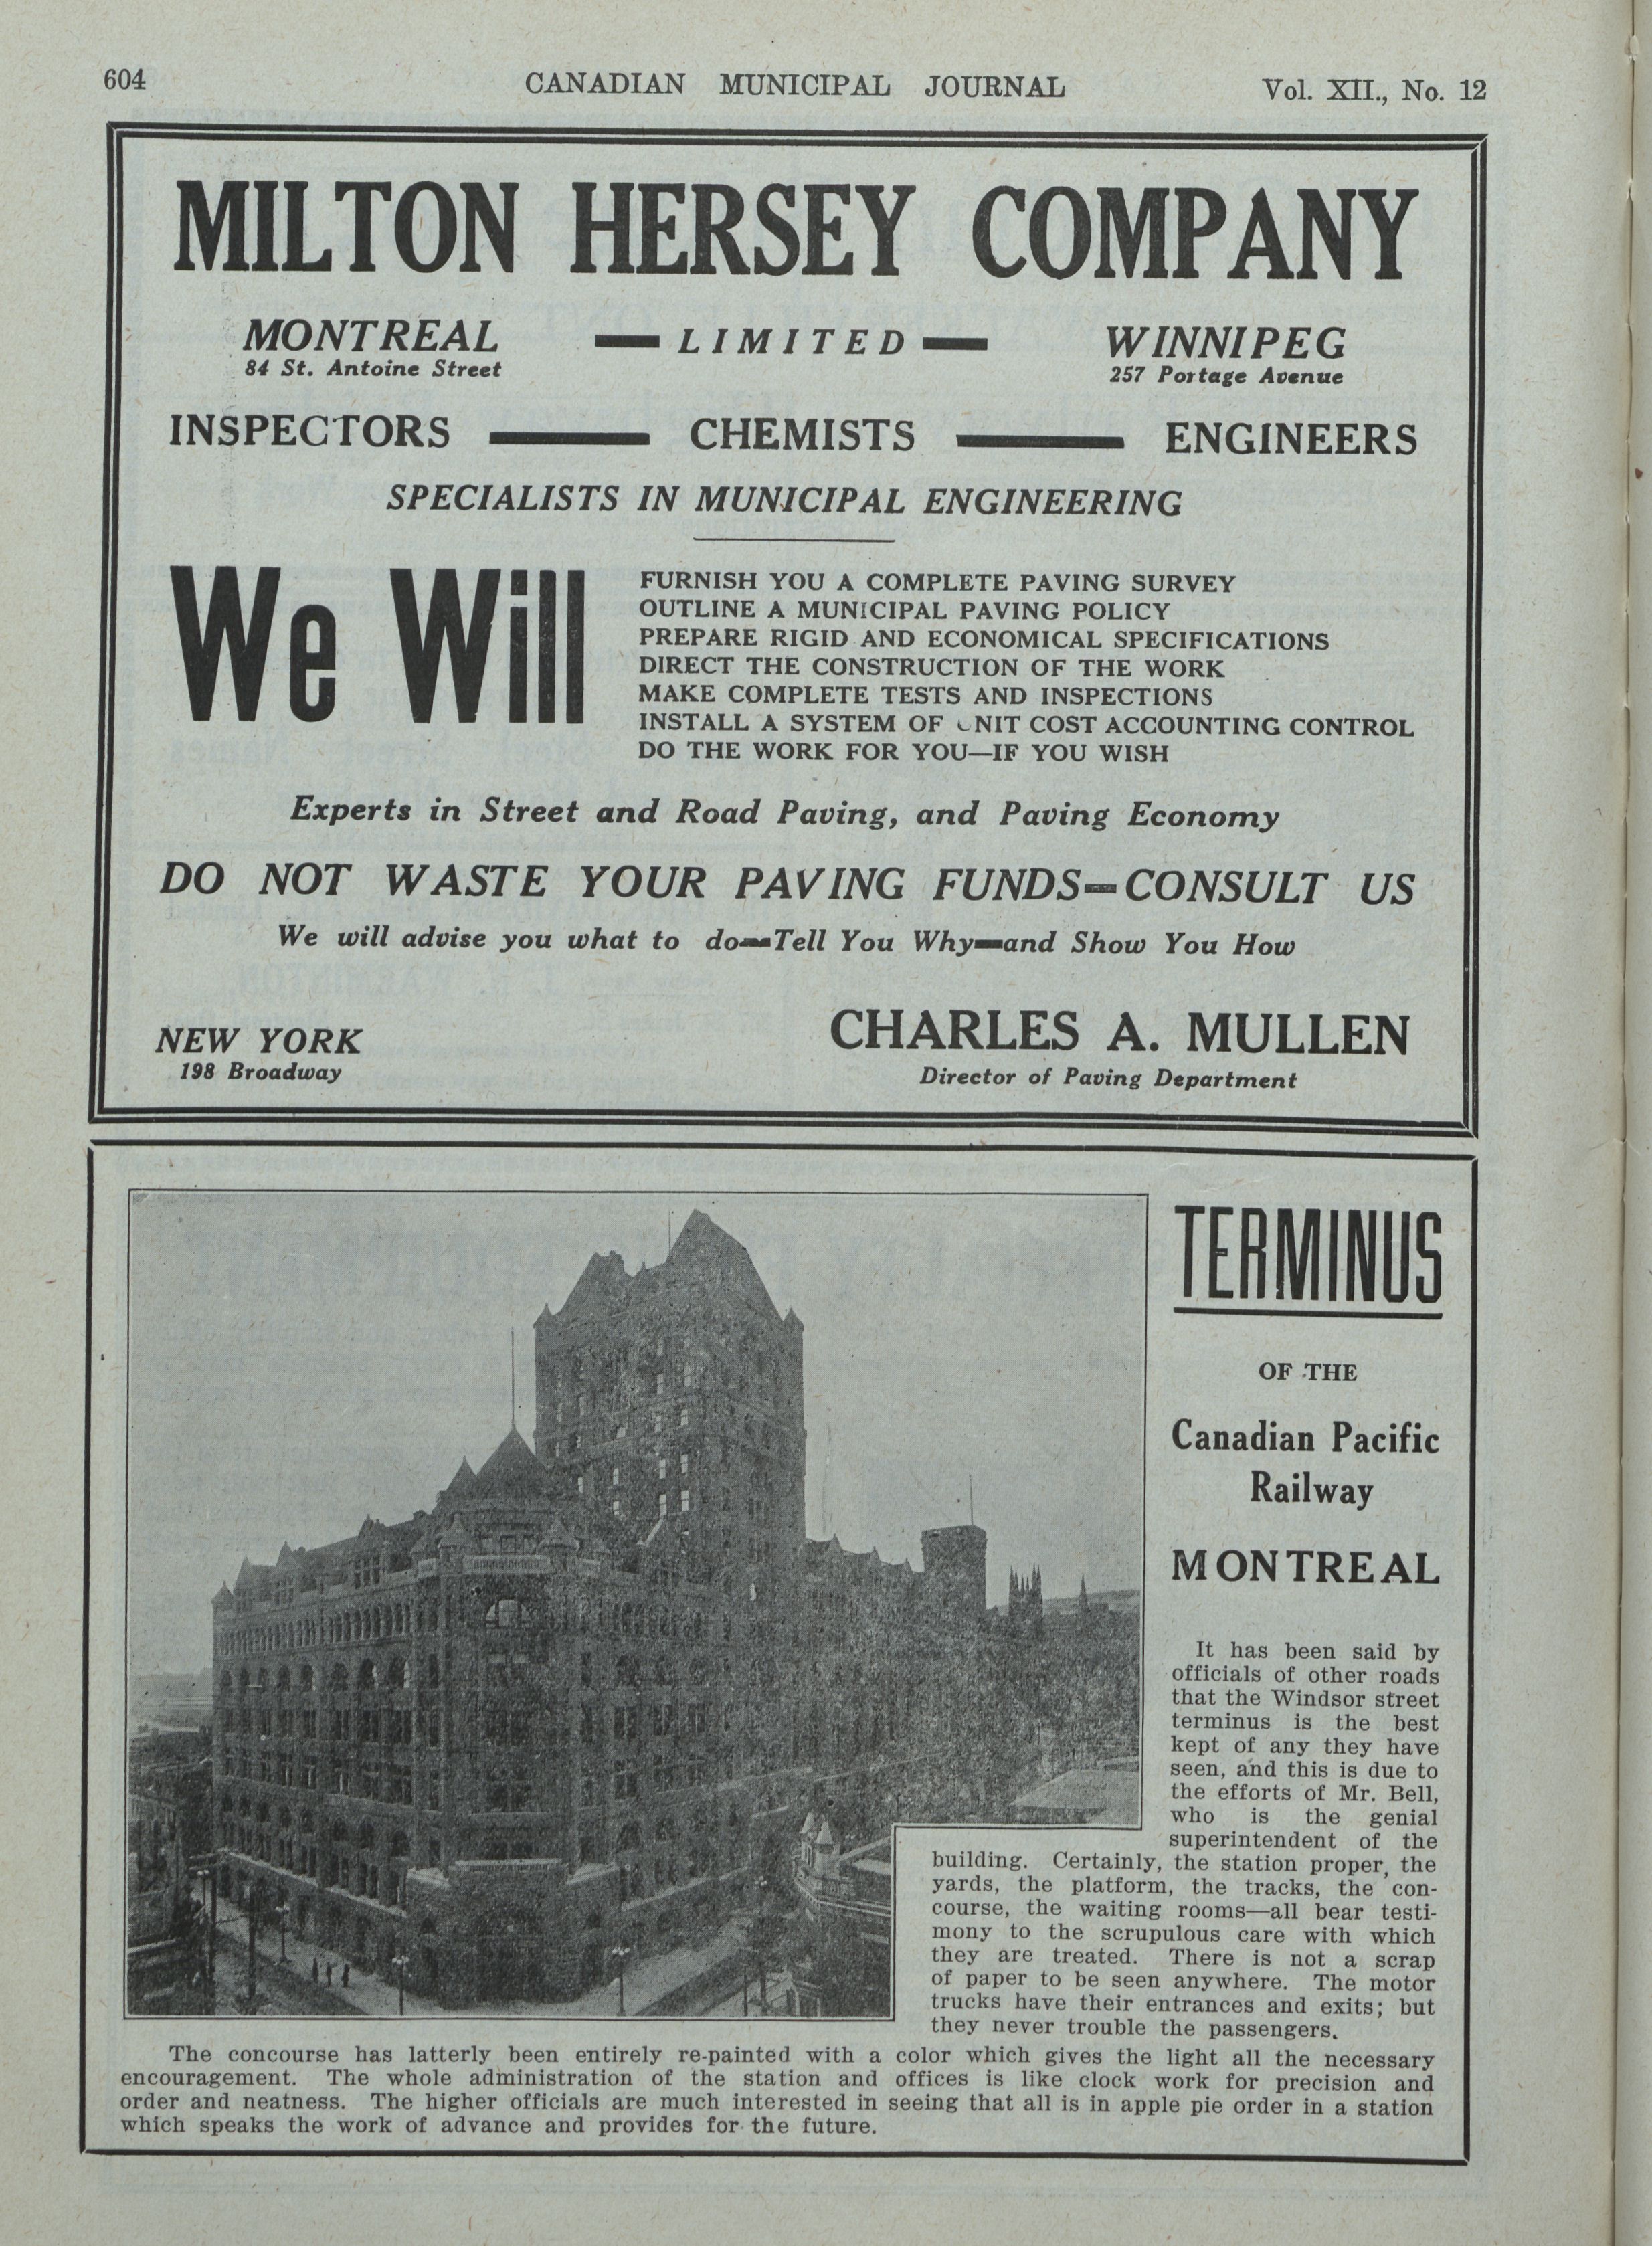 604
CANADIAN MUNICIPAL JOURNAL
Vol. XII., No. 12
MILTON HERSEY COMPANY
MONTREAL
84 St. Antoine Street
— LIMITED —
WINNIPEG
257 Portage Avenue
INSPECTORS — CHEMISTS — ENGINEERS
SPECIALISTS IN MUNICIPAL ENGINEERING
We Will
FURNISH YOU A COMPLETE PAVING SURVEY
OUTLINE A MUNICIPAL PAVING POLICY
PREPARE RIGID AND ECONOMICAL SPECIFICATIONS
DIRECT THE CONSTRUCTION OF THE WORK
MAKE COMPLETE TESTS AND INSPECTIONS
INSTALL A SYSTEM OF UNIT COST ACCOUNTING CONTROL
DO THE WORK FOR YOU—IF YOU WISH
Experts in Street and Road Paving, and Paving Economy
DO NOT WASTE YOUR PAVING FUNDS—CONSULT US
We will advise you what to do—Tell You Why—and Show You How
NEW YORK
198 Broadway
CHARLES A. MULLEN
Director of Paving Department
TERMINUS
OF THE
Canadian Pacific
Railway
MONTREAL
It has been said by
officials of other roads
that the Windsor street
terminus is the best
kept of any they have
seen, and this is due to
the efforts of Mr. Bell,
who is the genial
superintendent of the
building. Certainly, the station proper, the
yards, the platform, the tracks, the con-
course, the waiting rooms—all bear testi-
mony to the scrupulous care with which
they are treated. There is not a scrap
of paper to be seen anywhere. The motor
trucks have their entrances and exits; but
they never trouble the passengers.
The concourse has latterly been entirely re-painted with a color which gives the light all the necessary
encouragement. The whole administration of the station and offices is like clock work for precision and
order and neatness. The higher officials are much interested in seeing that all is in apple pie order in a station
which speaks the work of advance and provides for the future.